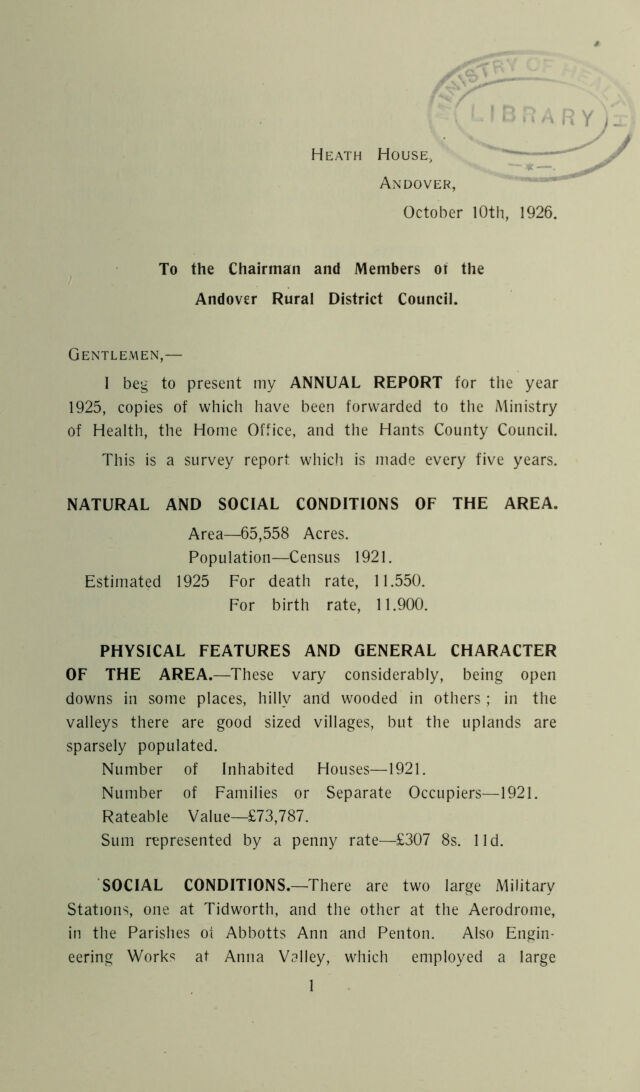 MINISTRY OF HEALTH
LIBRARY
HEATH HOUSE,
ANDOVER,
October 10th, 1926.
To the Chairman and Members of the
Andover Rural District Council.
GENTLEMEN,—
I beg to present my ANNUAL REPORT for the year
1925, copies of which have been forwarded to the Ministry
of Health, the Home Office, and the Hants County Council.
This is a survey report which is made every five years.
NATURAL AND SOCIAL CONDITIONS OF THE AREA.
Area—65,558 Acres.
Population—Census 1921.
Estimated 1925 For death rate, 11.550.
For birth rate, 11.900.
PHYSICAL FEATURES AND GENERAL CHARACTER
OF THE AREA.—These vary considerably, being open
downs in some places, hilly and wooded in others ; in the
valleys there are good sized villages, but the uplands are
sparsely populated.
Number of Inhabited Houses—1921.
Number of Families or Separate Occupiers—1921.
Rateable Value—£73,787.
Sum represented by a penny rate—£307 8s. 11d.
SOCIAL CONDITIONS.—There are two large Military
Stations, one at Tidworth, and the other at the Aerodrome,
in the Parishes of Abbotts Ann and Penton. Also Engin-
eering Works at Anna Valley, which employed a large
1